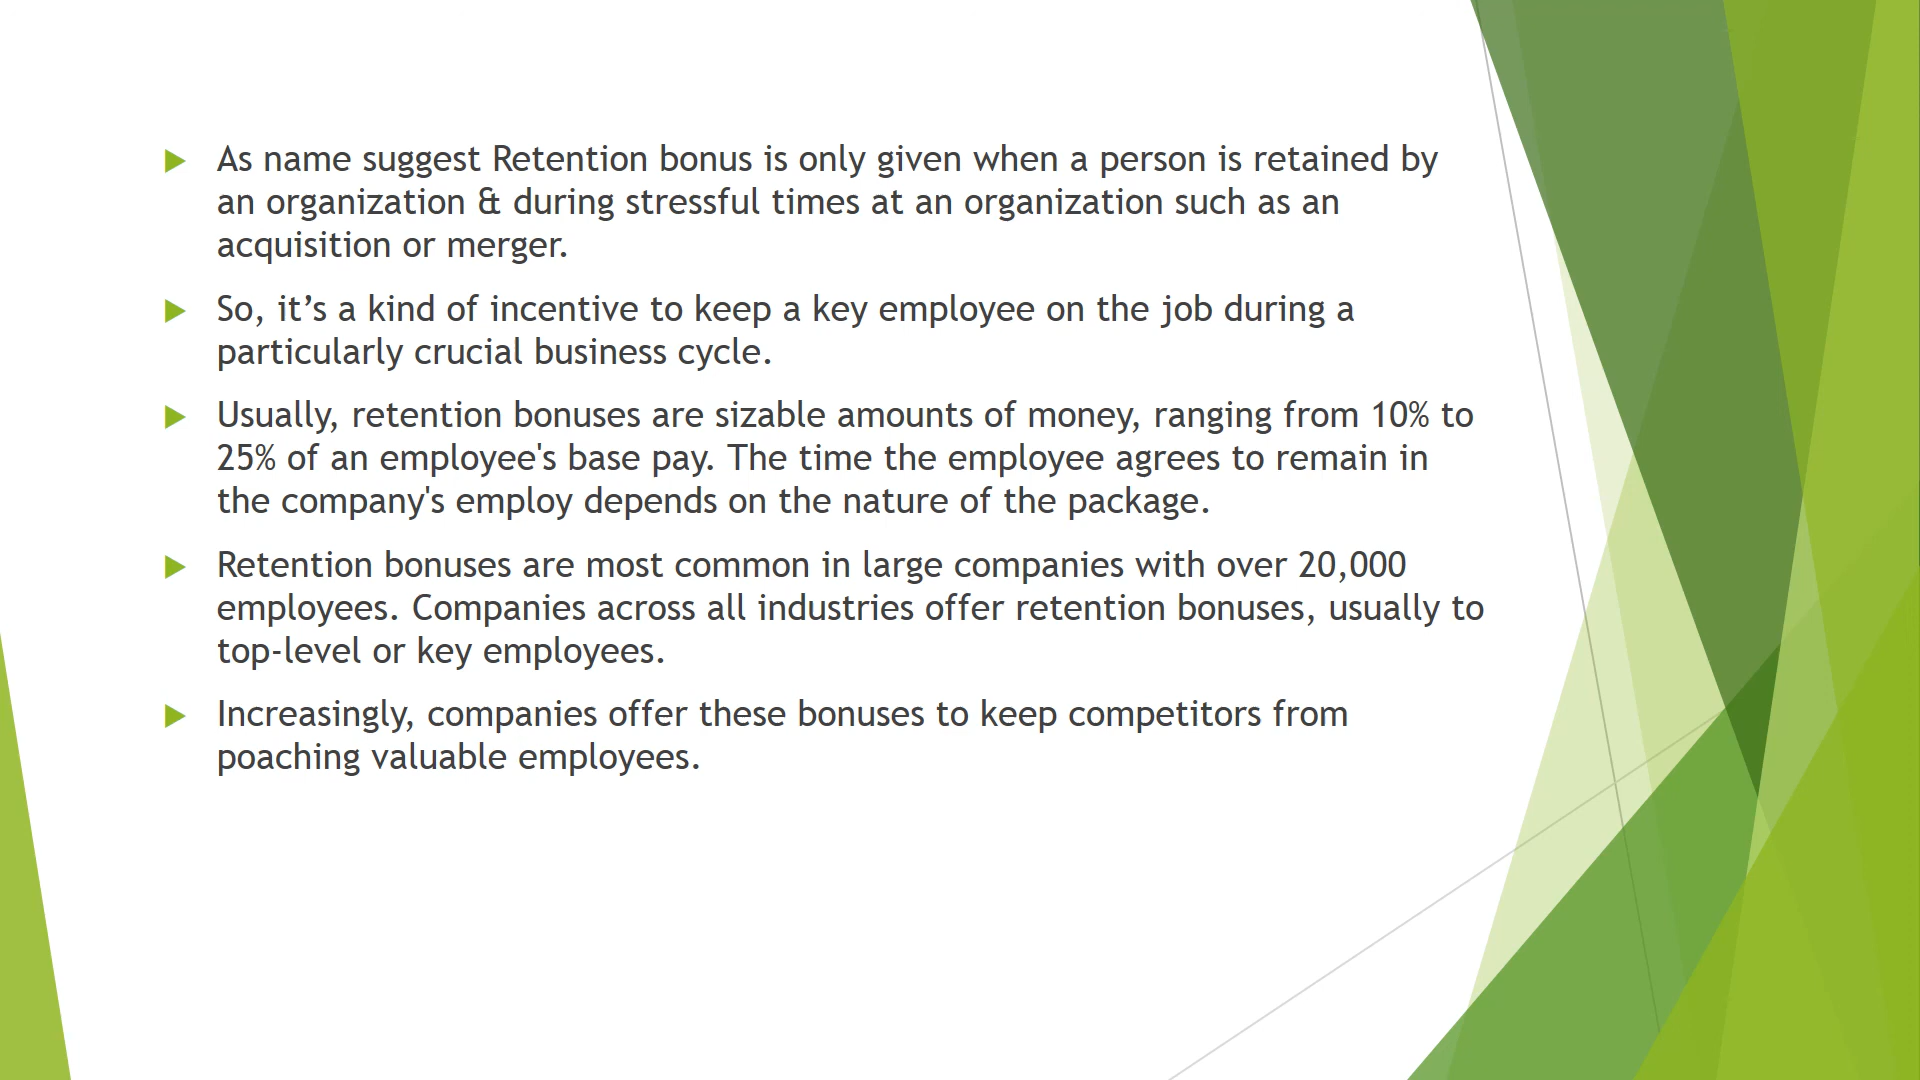 As name suggest Retention bonus is only given when a person is retained by
an organization & during stressful times at an organization such as an
acquisition or merger.
So, it’s a kind of incentive to keep a key employee on the job during a
particularly crucial business cycle.
Usually, retention bonuses are sizable amounts of money, ranging from 10% to
25% of an employee's base pay. The time the employee agrees to remain in
the company's employ depends on the nature of the package.
Retention bonuses are most common in large companies with over 20,000
employees. Companies across all industries offer retention bonuses, usually to
top-level or key employees.
Increasingly, companies offer these bonuses to keep competitors from
poaching valuable employees.